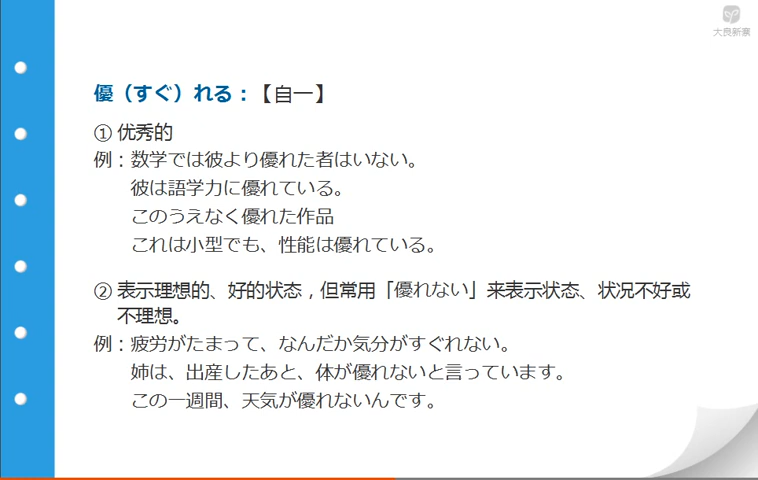 大良新寨
優（すぐ）れる：【自一】
① 优秀的
例：数学では彼より優れた者はいない。
彼は語学力に優れている。
このうえなく優れた作品
これは小型でも、性能は優れている。
② 表示理想的、好的状态，但常用「優れない」来表示状态、状况不好或
不理想。
例：疲労がたまって、なんだか気分がすぐれない。
姉は、出産したあと、体が優れないと言っています。
この一週間、天気が優れないんです。